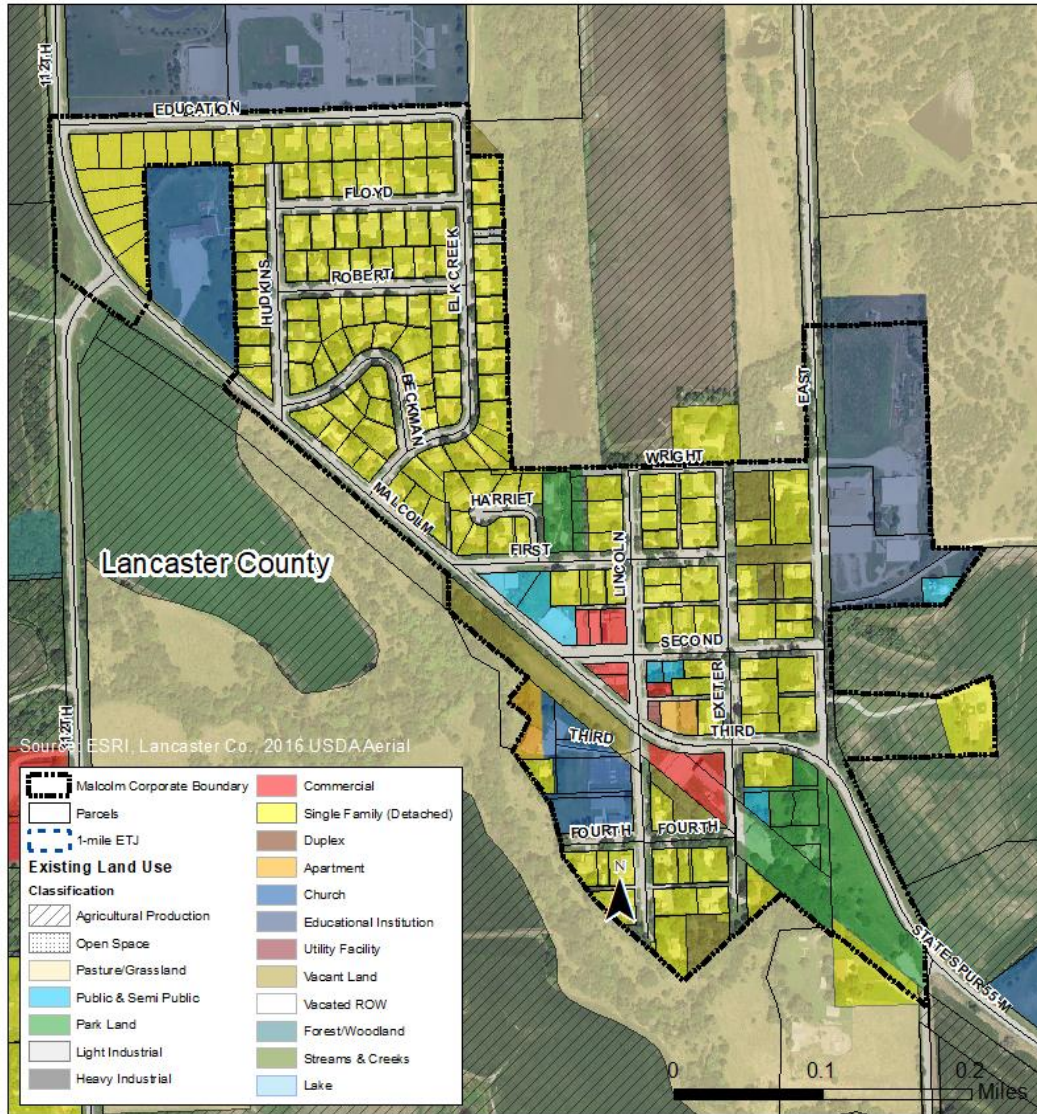 112TH
EDUCATION
FLOYD
ELK CREEK
ROBERT
HUDKINS
BECKMAN
EAST
WRIGHT
MALCOLM
HARRIET
FIRST
LINCOLN
Lancaster County
SECOND
EXETER
THIRD
THIRD
112TH
Source: ESRI, Lancaster Co., 2016 USDA Aerial
FOURTH
FOURTH
N
STATE SPUR 55-M
Malcolm Corporate Boundary
Parcels
1-mile ETJ
Existing Land Use
Classification
Agricultural Production
Open Space
Pasture/Grassland
Public & Semi Public
Park Land
Light Industrial
Heavy Industrial
Commercial
Single Family (Detached)
Duplex
Apartment
Church
Educational Institution
Utility Facility
Vacant Land
Vacated ROW
Forest/Woodland
Streams & Creeks
Lake
0 0.1 0.2
Miles